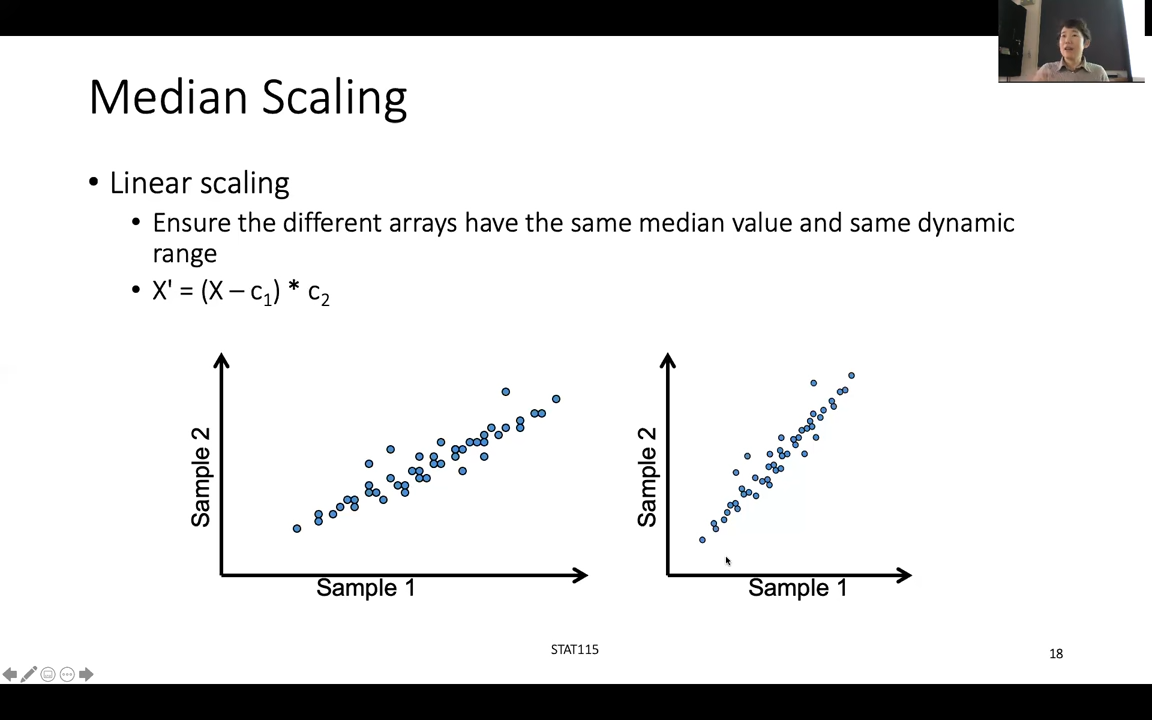 Median Scaling
• Linear scaling
• Ensure the different arrays have the same median value and same dynamic
range
• X' = (X – c₁) * c₂
Sample 2
Sample 1
Sample 2
Sample 1
STAT115
18